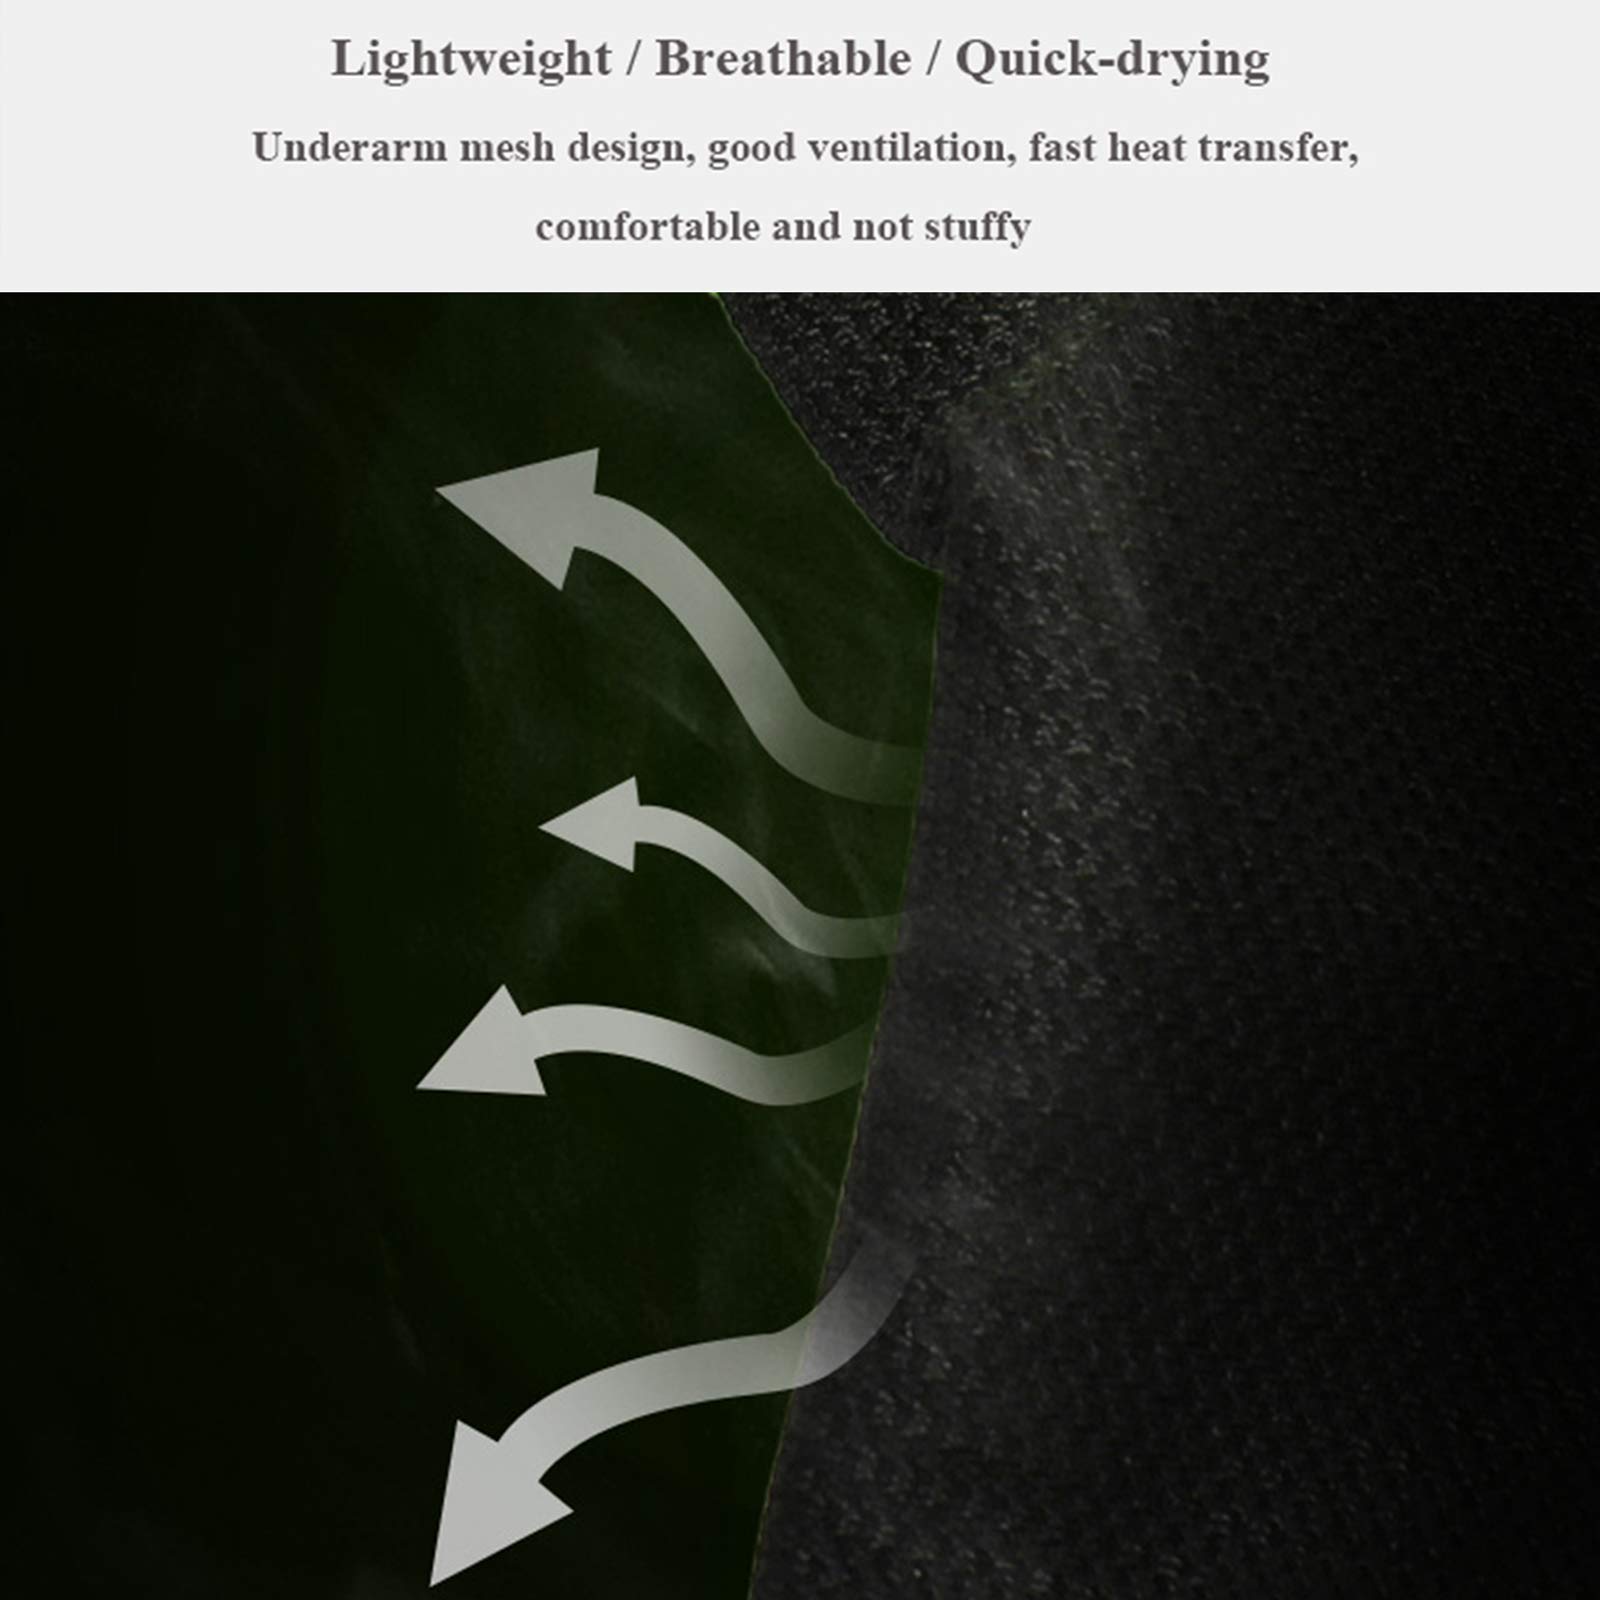 Lightweight / Breathable / Quick-drying
Underarm mesh design, good ventilation, fast heat transfer,
comfortable and not stuffy